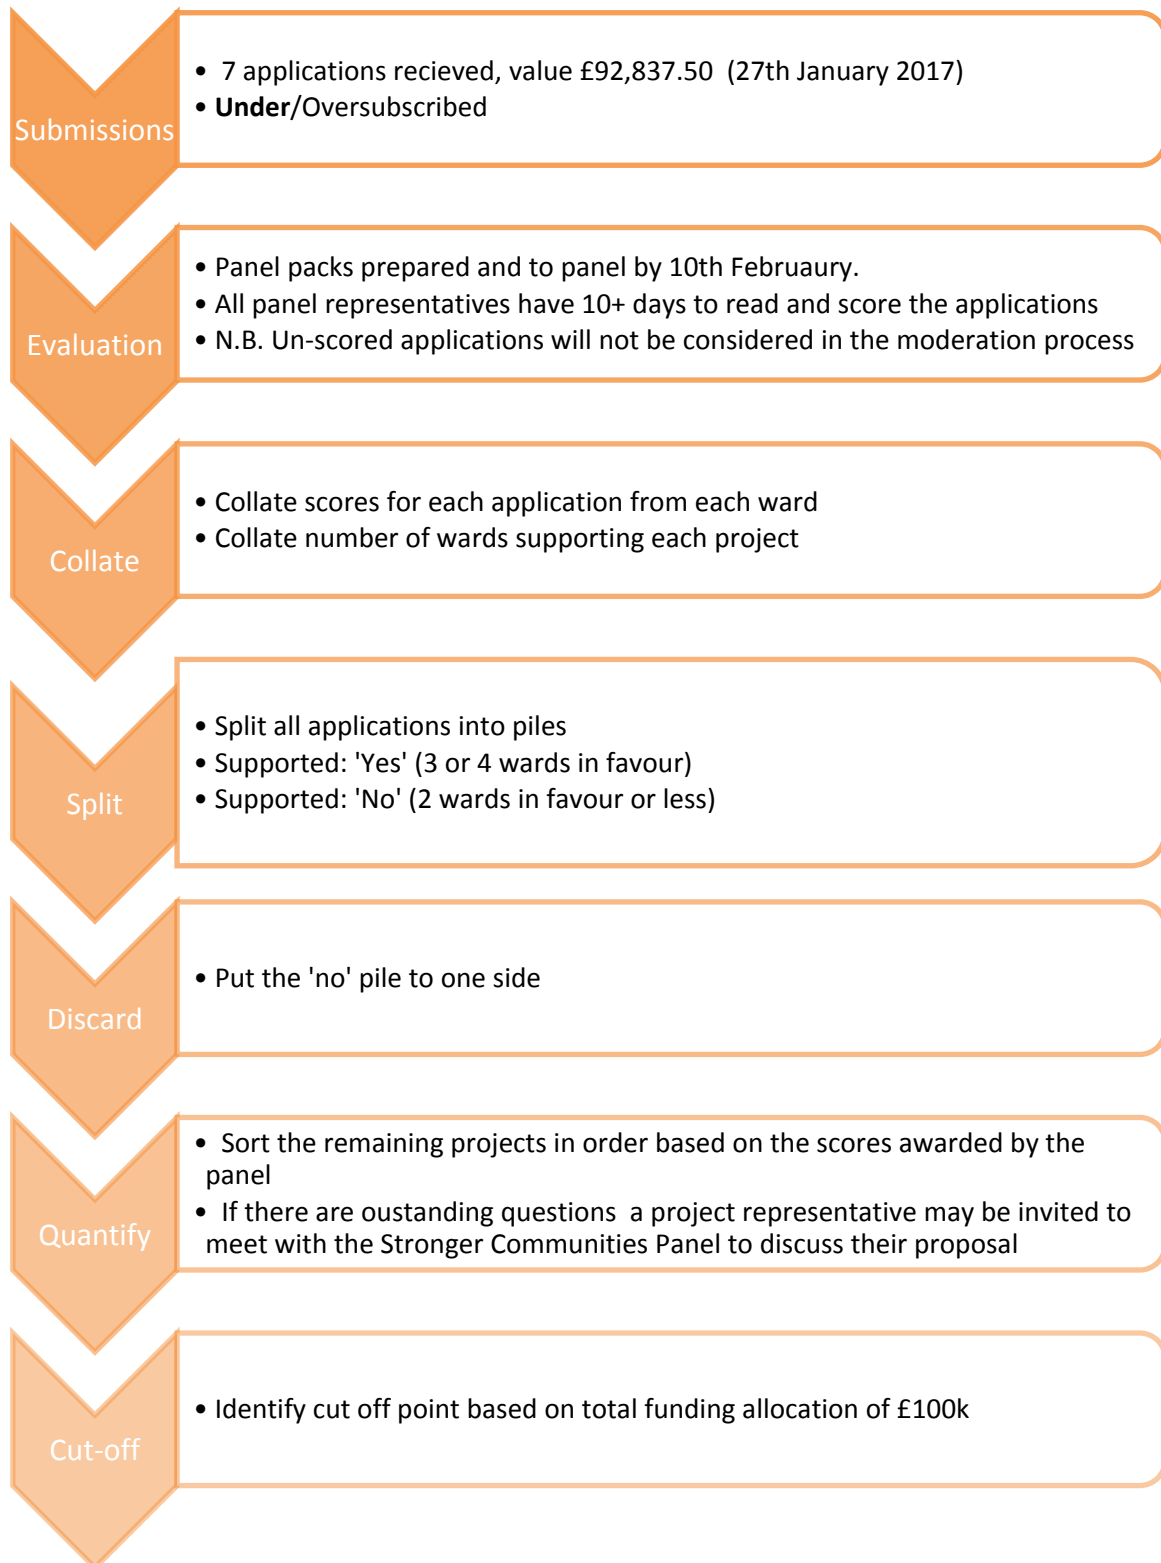 Submissions
• 7 applications recieved, value £92,837.50 (27th January 2017)
• Under/Oversubscribed
Evaluation
• Panel packs prepared and to panel by 10th Februaury.
• All panel representatives have 10+ days to read and score the applications
• N.B. Un-scored applications will not be considered in the moderation process
Collate
• Collate scores for each application from each ward
• Collate number of wards supporting each project
Split
• Split all applications into piles
• Supported: 'Yes' (3 or 4 wards in favour)
• Supported: 'No' (2 wards in favour or less)
Discard
• Put the 'no' pile to one side
Quantify
• Sort the remaining projects in order based on the scores awarded by the
panel
• If there are oustanding questions a project representative may be invited to
meet with the Stronger Communities Panel to discuss their proposal
Cut-off
• Identify cut off point based on total funding allocation of £100k